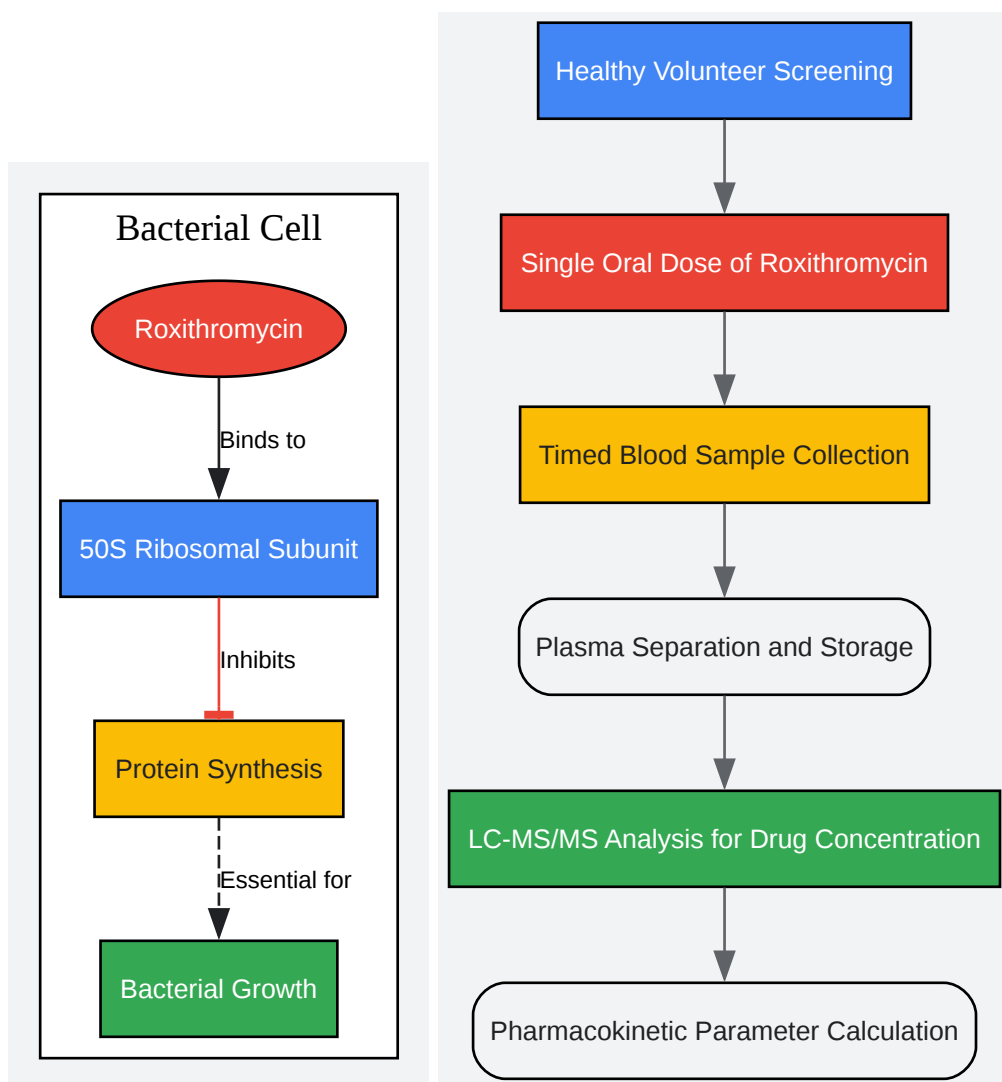 Bacterial Cell
Roxithromycin
Binds to
50S Ribosomal Subunit
Inhibits
Protein Synthesis
Essential for
Bacterial Growth
Healthy Volunteer Screening
Single Oral Dose of Roxithromycin
Timed Blood Sample Collection
Plasma Separation and Storage
LC-MS/MS Analysis for Drug Concentration
Pharmacokinetic Parameter Calculation